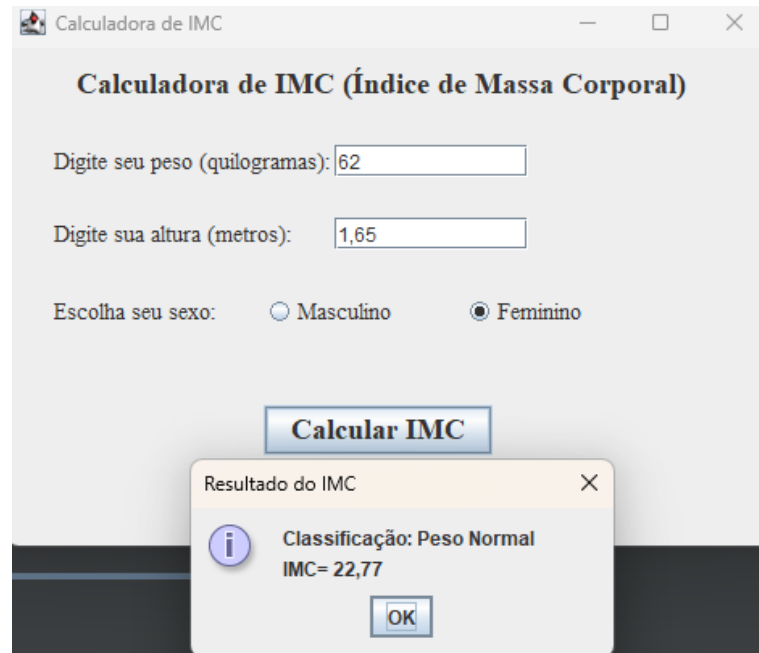 Calculadora de IMC
Calculadora de IMC (Índice de Massa Corporal)
Digite seu peso (quilogramas): 62
Digite sua altura (metros): 1,65
Escolha seu sexo: Masculino Feminino
Calcular IMC
Resultado do IMC
Classificação: Peso Normal
IMC= 22,77
OK